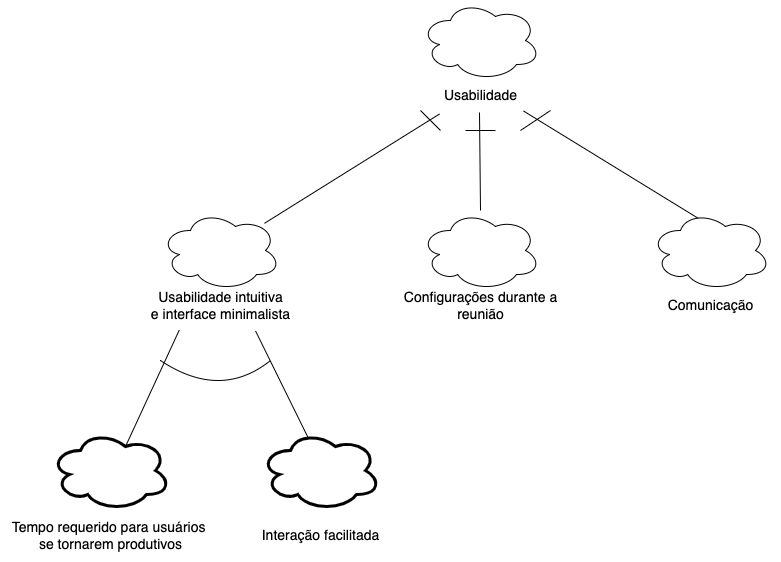 Usabilidade
Usabilidade intuitiva
e interface minimalista
Configurações durante a
reunião
Comunicação
Tempo requerido para usuários
se tornarem produtivos
Interação facilitada